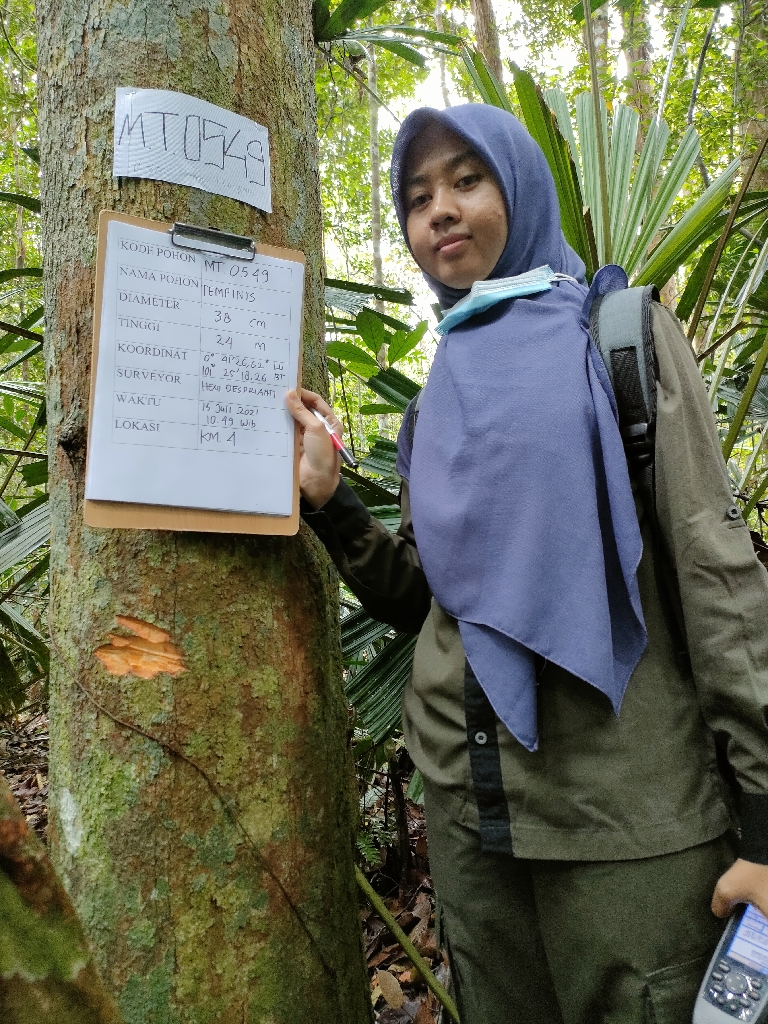 MT.0549
KODE POHON MT 0549
NAMA POHON TEMPINIS
DIAMETER 38 cm
TINGGI 24 m
KOORDINAT 0° 41' 26,62" LU
101° 25' 18,26 BT
SURVEYOR HEXI DESPRIANTI
WAKTU 15 Juli 2021
10.49 WIB
LOKASI KM. 4